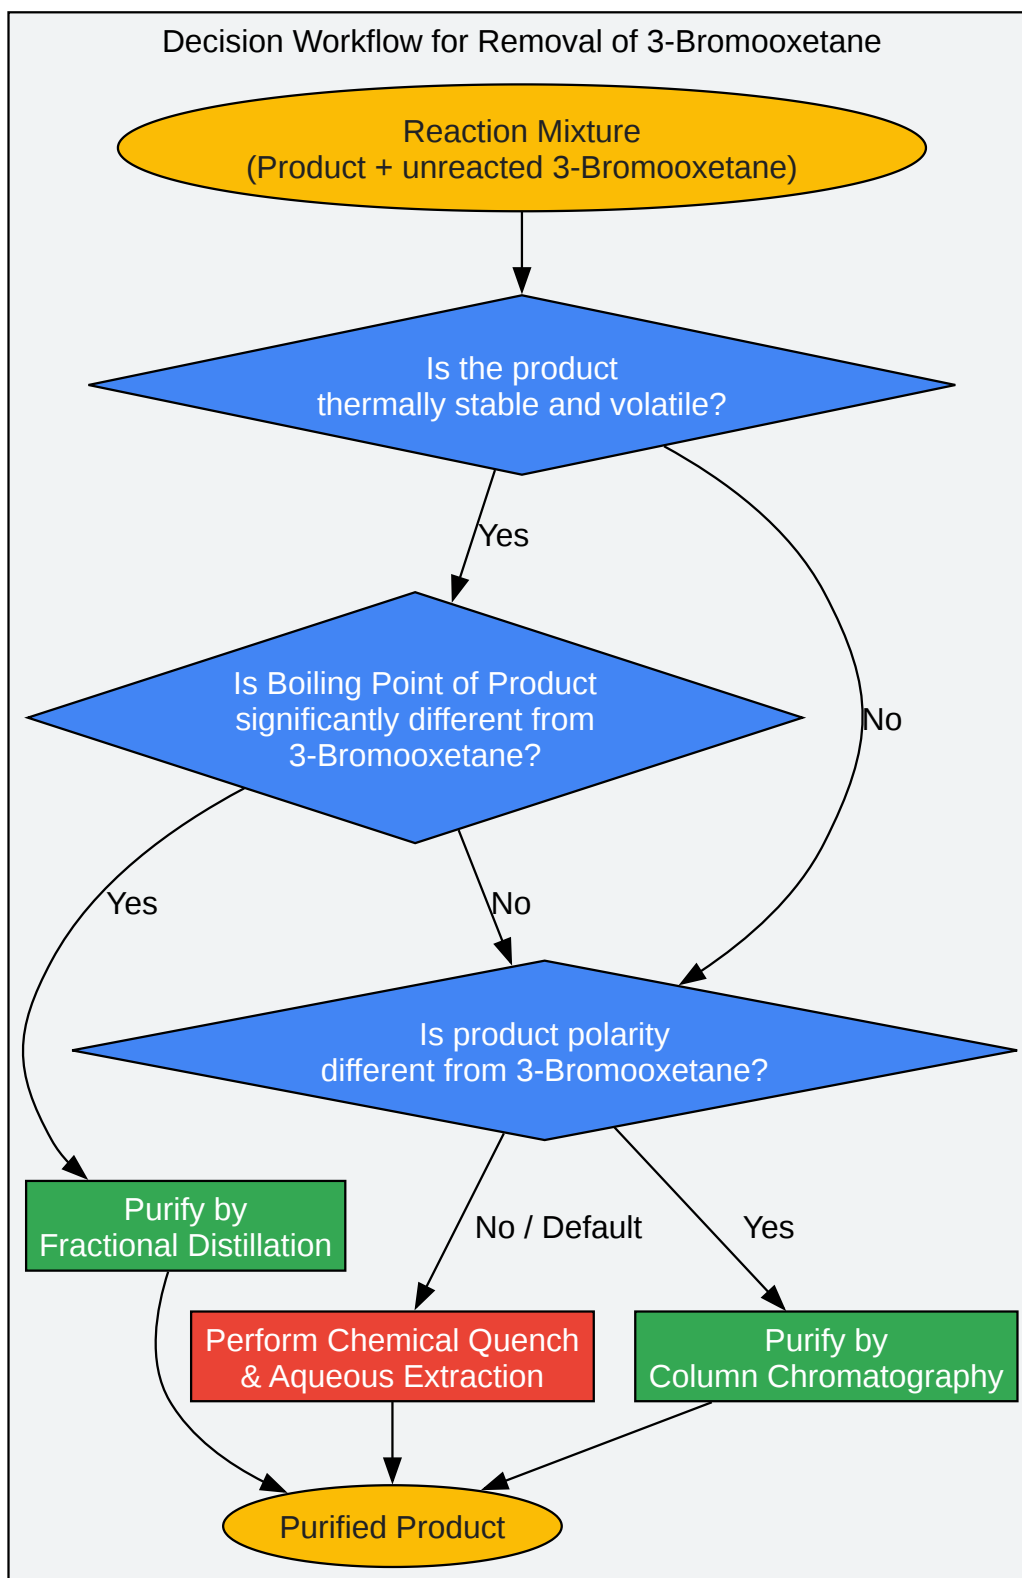 Decision Workflow for Removal of 3-Bromooxetane
Reaction Mixture
(Product + unreacted 3-Bromooxetane)
Is the product
thermally stable and volatile?
Yes
Is Boiling Point of Product
significantly different from
3-Bromooxetane?
No
Yes
No
Is product polarity
different from 3-Bromooxetane?
Purify by
Fractional Distillation
No / Default
Yes
Perform Chemical Quench
& Aqueous Extraction
Purify by
Column Chromatography
Purified Product